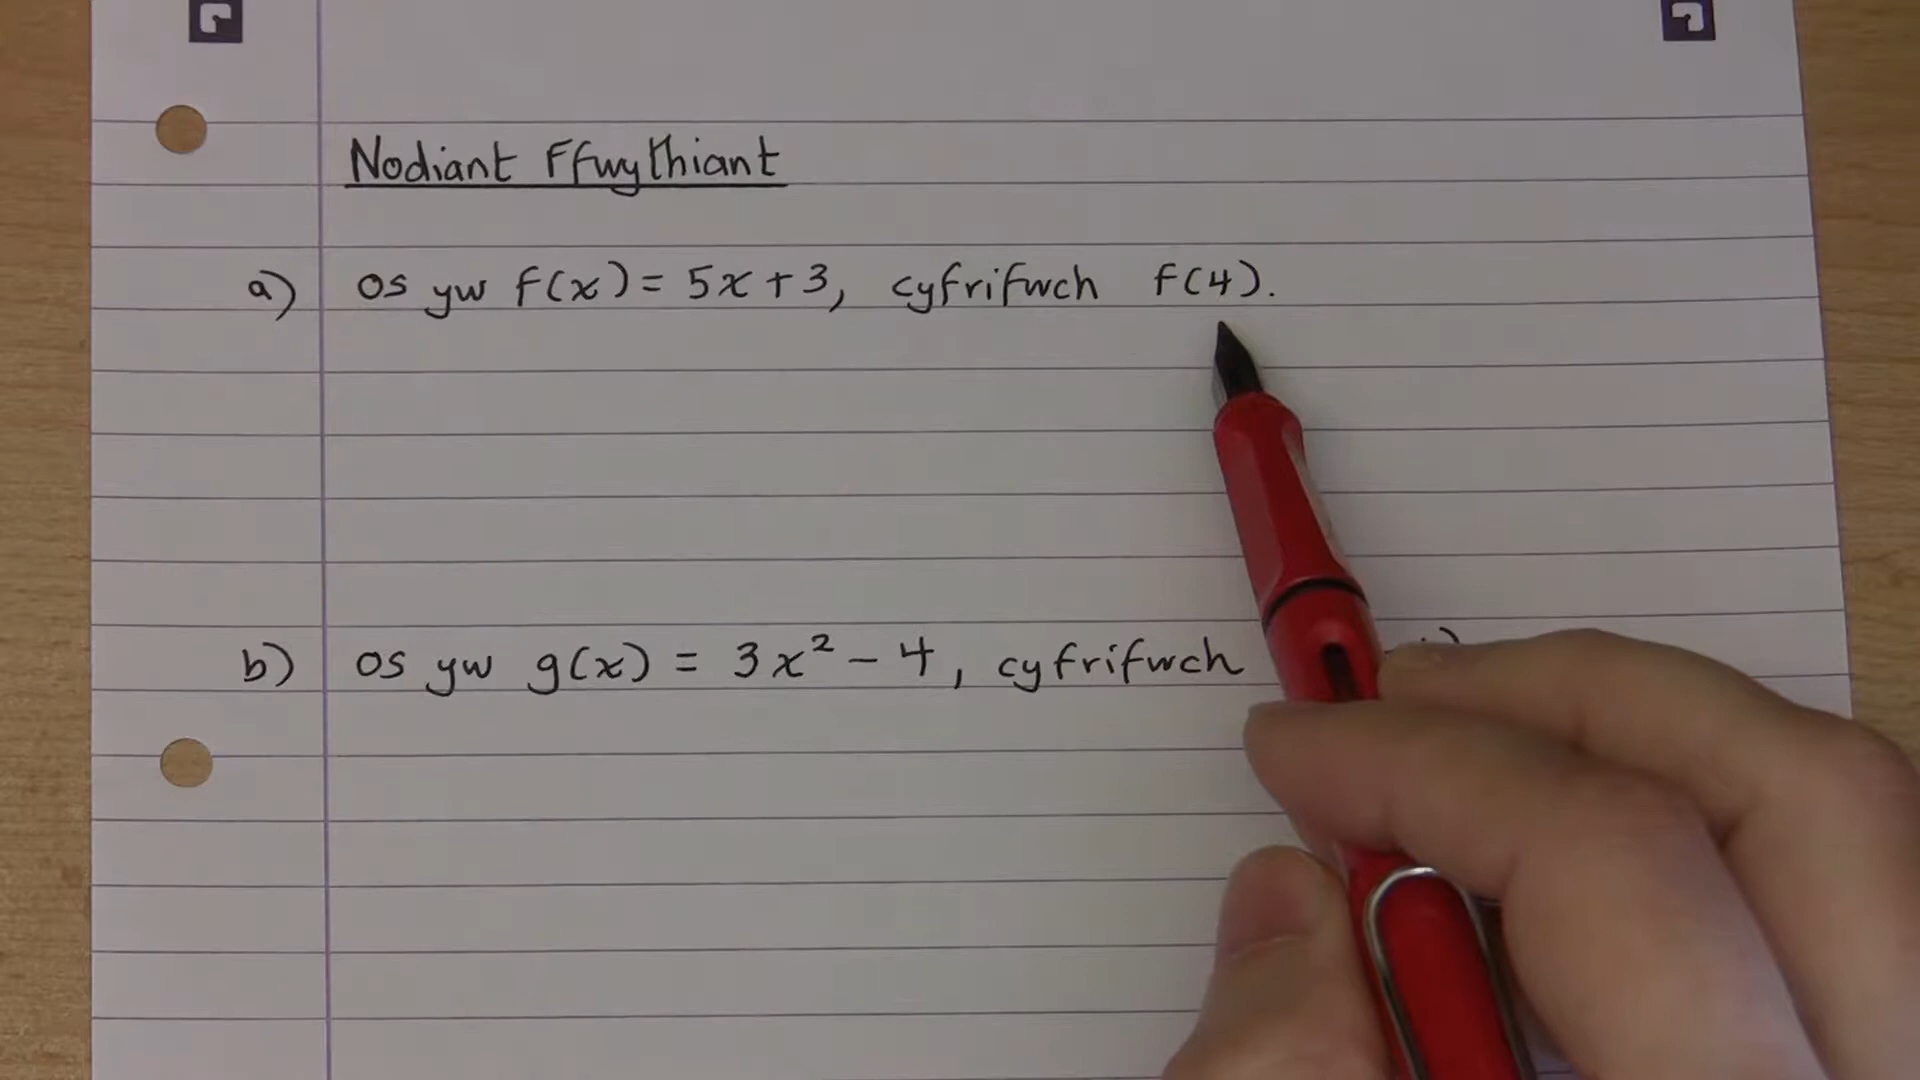 Nodiant Ffwythiant
a) Os yw f(x) = 5x + 3, cyfrifwch f(4).
b) Os yw g(x) = 3x² – 4, cyfrifwch